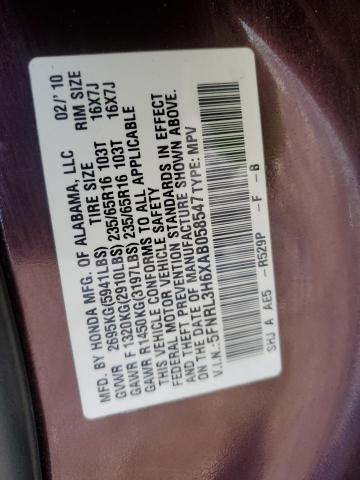 MFD. BY HONDA MFG. OF ALABAMA, LLC 02/'10
TIRE SIZE RIM SIZE
GVWR 2695KG(5941LBS)
GAWR F 1320KG(2910LBS) 235/65R16 103T 16X7J
GAWR R1450KG(3197LBS) 235/65R16 103T 16X7J
THIS VEHICLE CONFORMS TO ALL APPLICABLE
FEDERAL MOTOR VEHICLE SAFETY STANDARDS IN EFFECT
AND THEFT PREVENTION STANDARDS IN EFFECT
ON THE DATE OF MANUFACTURE SHOWN ABOVE.
V.I.N.:5FNRL3H6XAB058547 TYPE: MPV
SHJ A AE5 -R529P -F -B